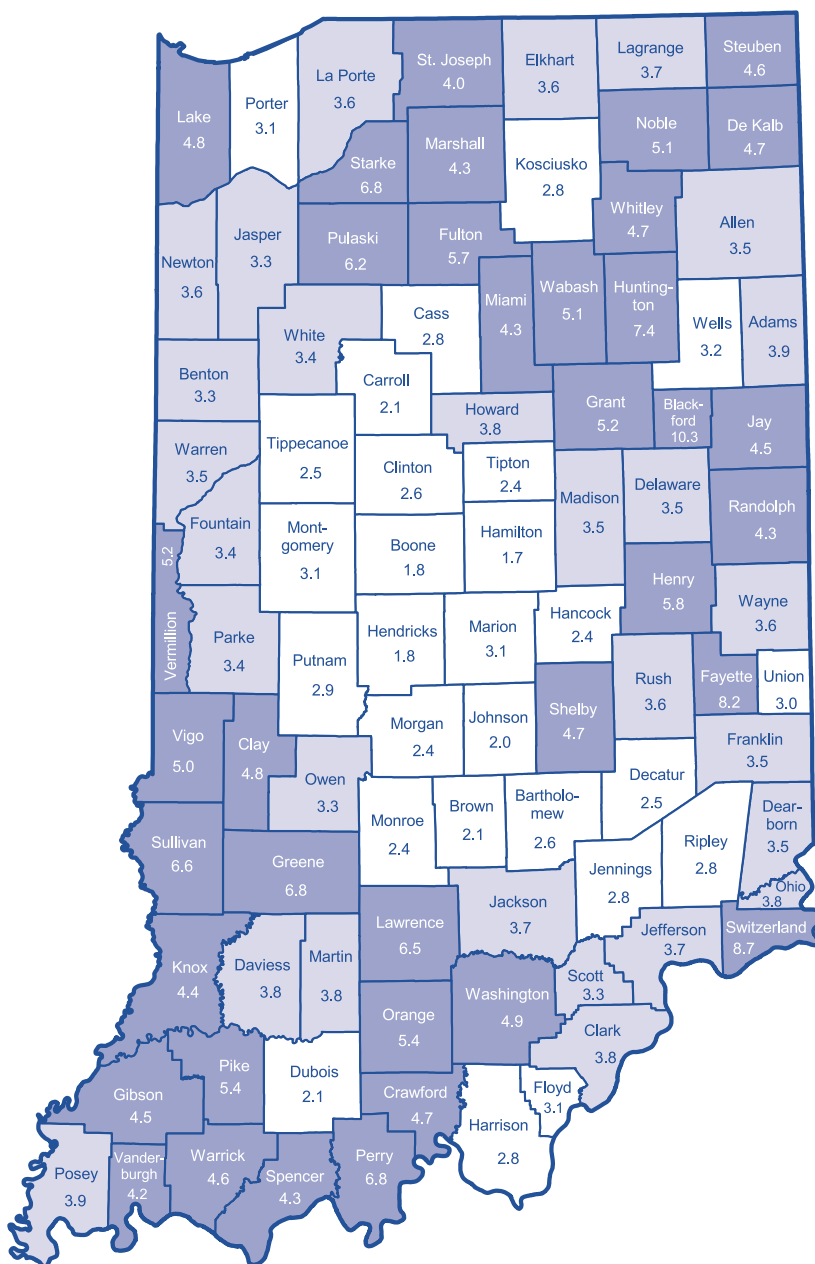 Lake
4.8
Porter
3.1
La Porte
3.6
St. Joseph
4.0
Elkhart
3.6
Lagrange
3.7
Steuben
4.6
Starke
6.8
Marshall
4.3
Kosciusko
2.8
Noble
5.1
De Kalb
4.7
Whitley
4.7
Allen
3.5
Newton
3.6
Jasper
3.3
Pulaski
6.2
Fulton
5.7
Miami
4.3
Wabash
5.1
Hunting-
ton
7.4
Wells
3.2
Adams
3.9
White
3.4
Cass
2.8
Carroll
2.1
Benton
3.3
Howard
3.8
Grant
5.2
Black-
ford
10.3
Jay
4.5
Warren
3.5
Tippecanoe
2.5
Clinton
2.6
Tipton
2.4
Madison
3.5
Delaware
3.5
Randolph
4.3
Fountain
3.4
Mont-
gomery
3.1
Boone
1.8
Hamilton
1.7
Henry
5.8
Wayne
3.6
5.2
Vermillion
Parke
3.4
Putnam
2.9
Hendricks
1.8
Marion
3.1
Hancock
2.4
Rush
3.6
Fayette
8.2
Union
3.0
Vigo
5.0
Clay
4.8
Owen
3.3
Morgan
2.4
Johnson
2.0
Shelby
4.7
Decatur
2.5
Franklin
3.5
Sullivan
6.6
Greene
6.8
Monroe
2.4
Brown
2.1
Bartholo-
mew
2.6
Jennings
2.8
Ripley
2.8
Dear-
born
3.5
Ohio
3.8
Lawrence
6.5
Jackson
3.7
Jefferson
3.7
Switzerland
8.7
Knox
4.4
Daviess
3.8
Martin
3.8
Orange
5.4
Washington
4.9
Scott
3.3
Clark
3.8
Gibson
4.5
Pike
5.4
Dubois
2.1
Crawford
4.7
Harrison
2.8
Floyd
3.1
Posey
3.9
Vander-
burgh
4.2
Warrick
4.6
Spencer
4.3
Perry
6.8